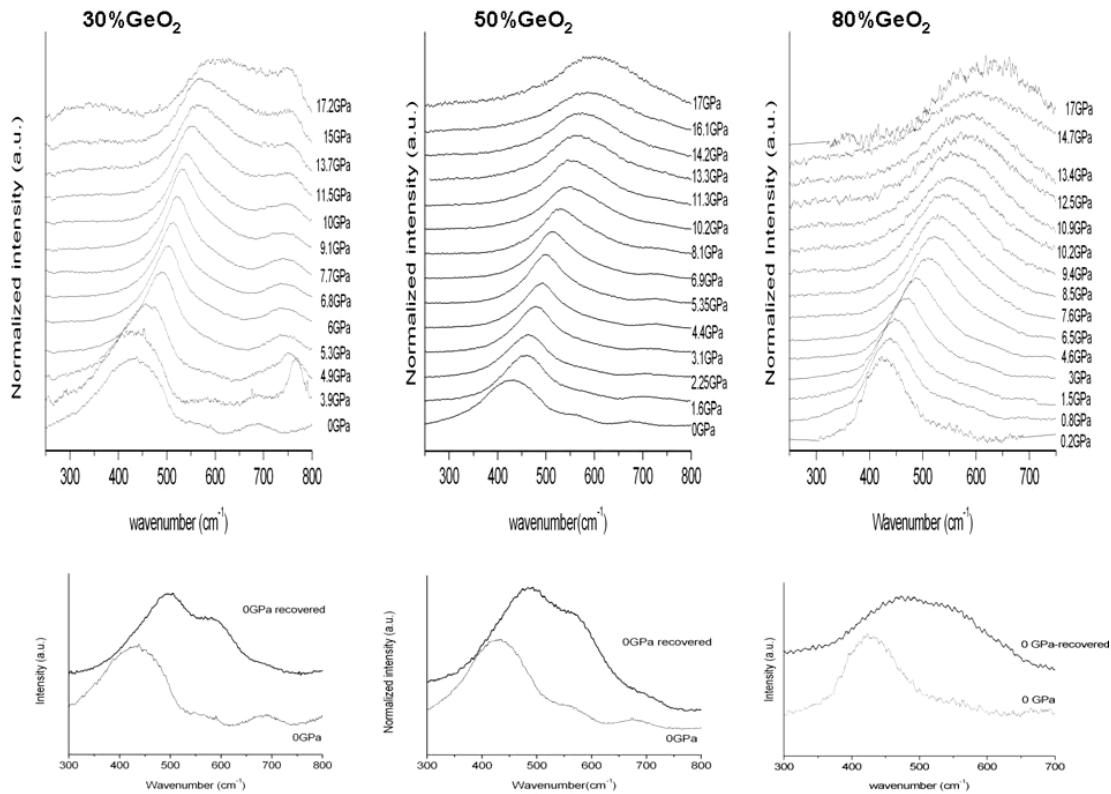 30%GeO₂
Normalized intensity (a.u.)
17.2GPa
15GPa
13.7GPa
11.5GPa
10GPa
9.1GPa
7.7GPa
6.8GPa
6GPa
5.3GPa
4.9GPa
3.9GPa
0GPa
300 400 500 600 700 800
wavenumber (cm⁻¹)
50%GeO₂
Normalized intensity (a.u.)
17GPa
16.1GPa
14.2GPa
13.3GPa
11.3GPa
10.2GPa
8.1GPa
6.9GPa
5.35GPa
4.4GPa
3.1GPa
2.25GPa
1.6GPa
0GPa
300 400 500 600 700 800
wavenumber(cm⁻¹)
80%GeO₂
Normalized Intensity (a.u.)
17GPa
14.7GPa
13.4GPa
12.5GPa
10.9GPa
10.2GPa
9.4GPa
8.5GPa
7.6GPa
6.5GPa
4.6GPa
3GPa
1.5GPa
0.8GPa
0.2GPa
300 400 500 600 700
Wavenumber (cm⁻¹)
Intensity (a.u.)
0GPa recovered
0GPa
300 400 500 600 700 800
Wavenumber (cm⁻¹)
Normalized intensity (a.u.)
0GPa recovered
0GPa
300 400 500 600 700 800
Wavenumber (cm⁻¹)
Intensity (a.u.)
0 GPa-recovered
0 GPa
300 400 500 600 700
wavenumber (cm⁻¹)